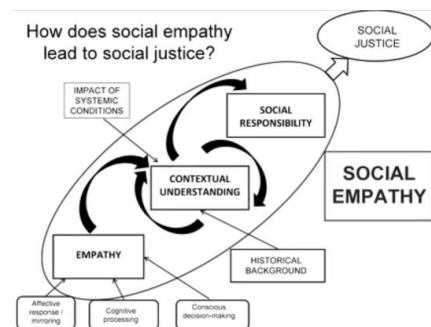 How does social empathy
lead to social justice?
SOCIAL
JUSTICE
IMPACT OF
SYSTEMIC
CONDITIONS
SOCIAL
RESPONSIBILITY
CONTEXTUAL
UNDERSTANDING
SOCIAL
EMPATHY
EMPATHY
HISTORICAL
BACKGROUND
Affective
response /
mirroring
Cognitive
processing
Conscious
decision-making